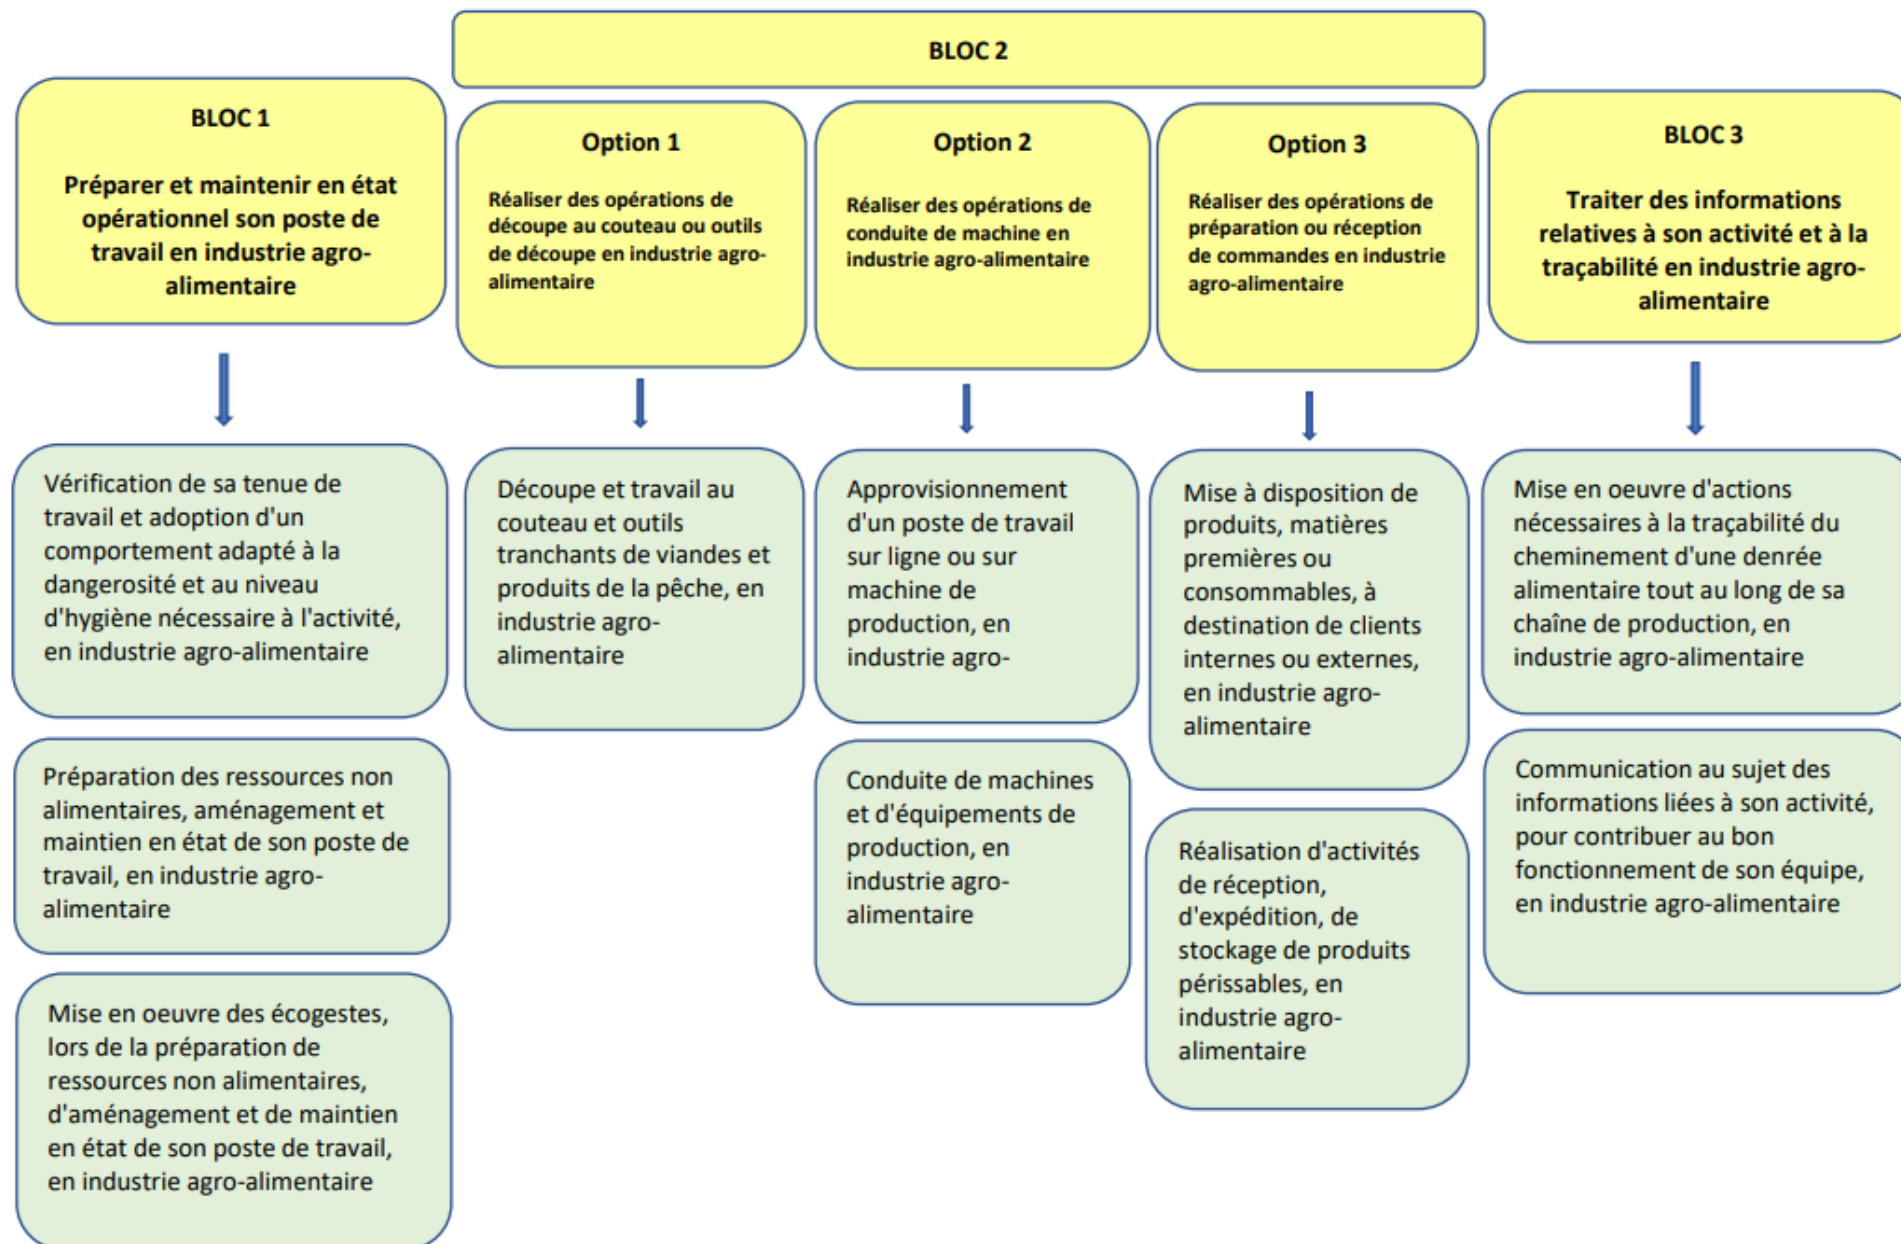 BLOC 2
BLOC 1
Préparer et maintenir en état
opérationnel son poste de
travail en industrie agro-
alimentaire
Option 1
Réaliser des opérations de
découpe au couteau ou outils
de découpe en industrie agro-
alimentaire
Option 2
Réaliser des opérations de
conduite de machine en
industrie agro-alimentaire
Option 3
Réaliser des opérations de
préparation ou réception
de commandes en industrie
agro-alimentaire
BLOC 3
Traiter des informations
relatives à son activité et à la
traçabilité en industrie agro-
alimentaire
Vérification de sa tenue de
travail et adoption d'un
comportement adapté à la
dangerosité et au niveau
d'hygiène nécessaire à l'activité,
en industrie agro-alimentaire
Préparation des ressources non
alimentaires, aménagement et
maintien en état de son poste de
travail, en industrie agro-
alimentaire
Mise en oeuvre des écogestes,
lors de la préparation de
ressources non alimentaires,
d'aménagement et de maintien
en état de son poste de travail,
en industrie agro-alimentaire
Découpe et travail au
couteau et outils
tranchants de viandes et
produits de la pêche, en
industrie agro-
alimentaire
Approvisionnement
d'un poste de travail
sur ligne ou sur
machine de
production, en
industrie agro-
Conduite de machines
et d'équipements de
production, en
industrie agro-
alimentaire
Mise à disposition de
produits, matières
premières ou
consommables, à
destination de clients
internes ou externes,
en industrie agro-
alimentaire
Réalisation d'activités
de réception,
d'expédition, de
stockage de produits
périssables, en
industrie agro-
alimentaire
Mise en oeuvre d'actions
nécessaires à la traçabilité du
cheminement d'une denrée
alimentaire tout au long de sa
chaîne de production, en
industrie agro-alimentaire
Communication au sujet des
informations liées à son activité,
pour contribuer au bon
fonctionnement de son équipe,
en industrie agro-alimentaire